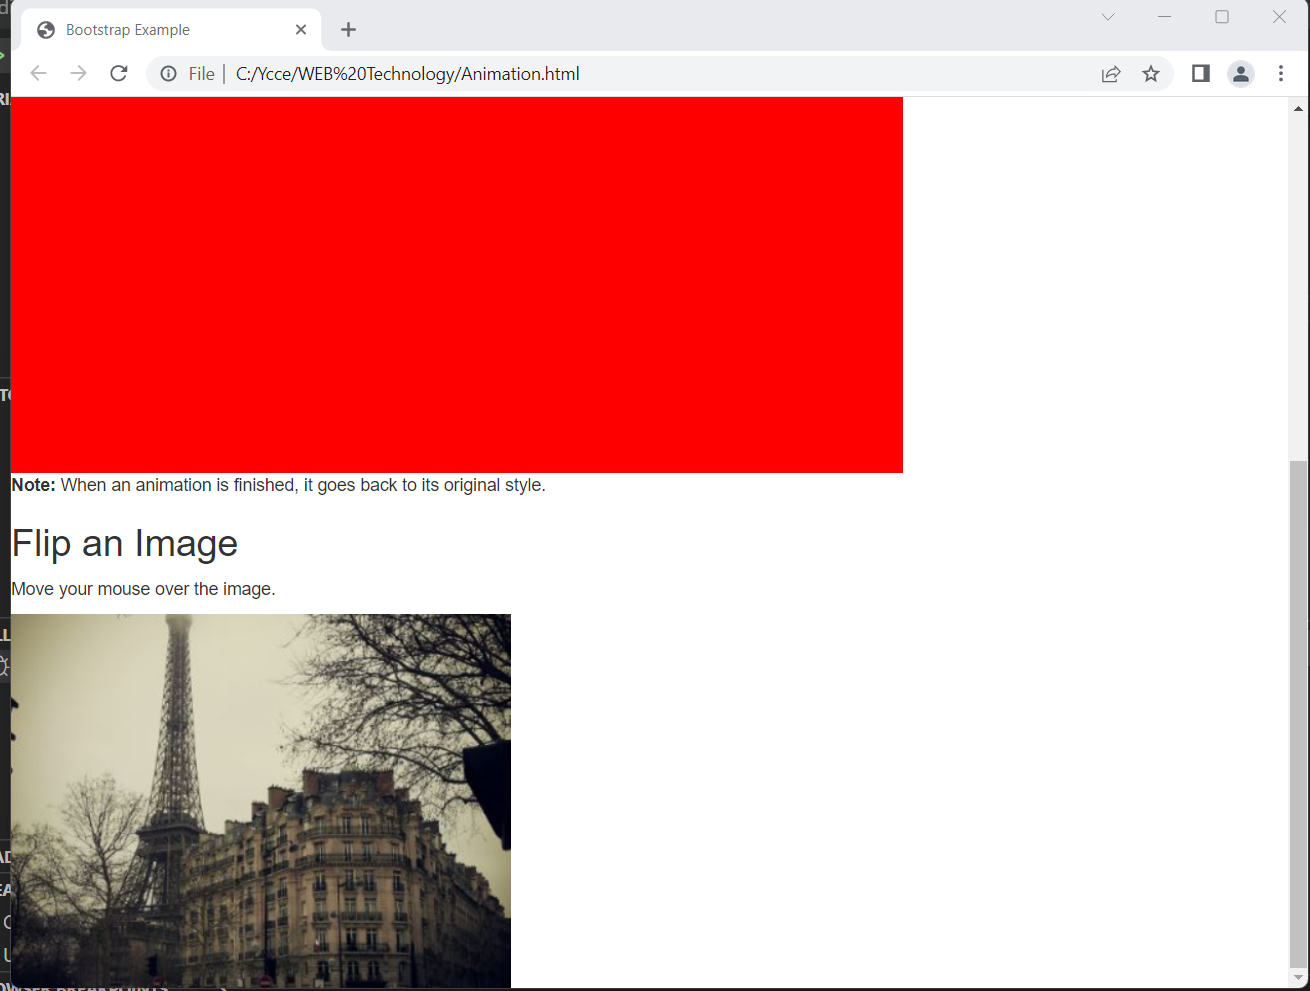 Bootstrap Example
File | C:/Ycce/WEB%20Technology/Animation.html
Note: When an animation is finished, it goes back to its original style.
Flip an Image
Move your mouse over the image.